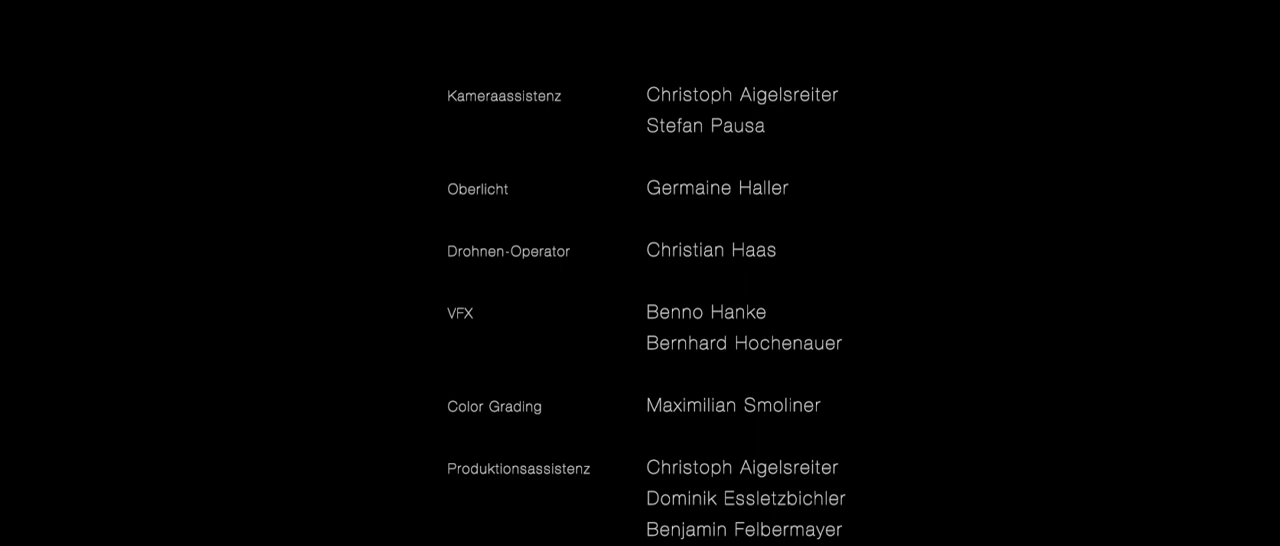 Kameraassistenz Christoph Aigelsreiter
Stefan Pausa
Oberlicht Germaine Haller
Drohnen-Operator Christian Haas
VFX Benno Hanke
Bernhard Hochenauer
Color Grading Maximilian Smoliner
Produktionsassistenz Christoph Aigelsreiter
Dominik Essletzbichler
Benjamin Felbermayer